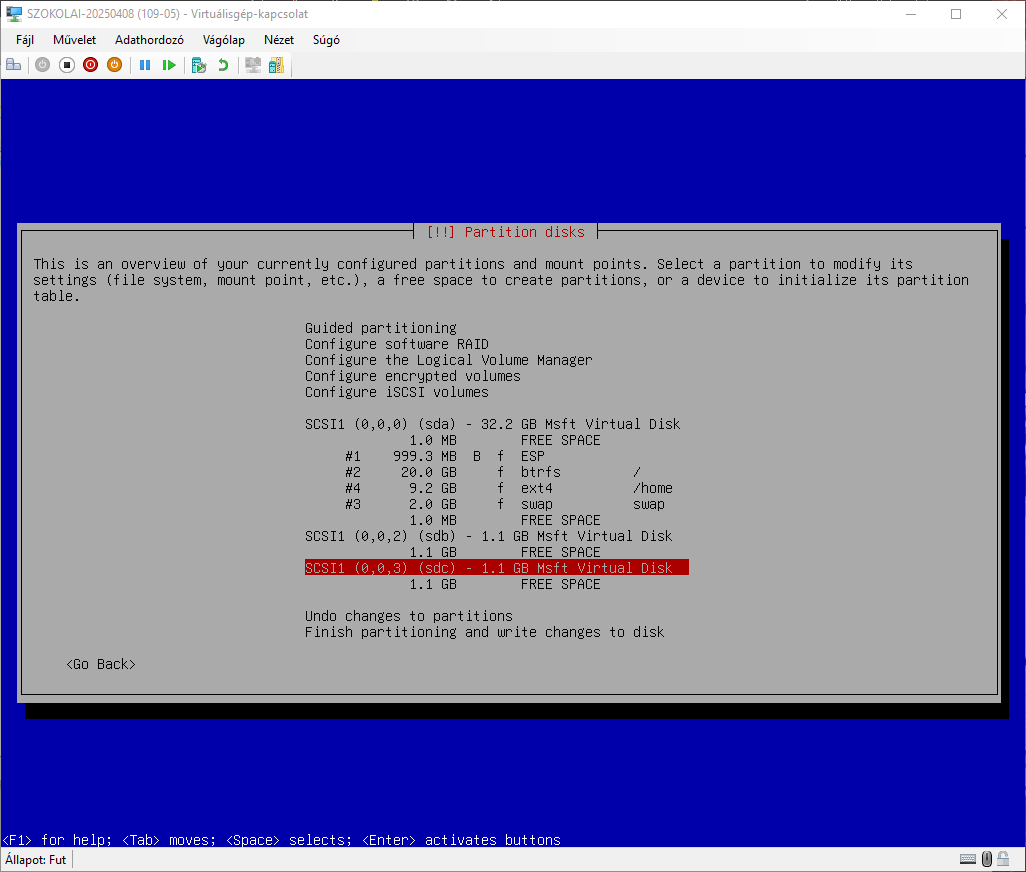 SZOKOLAI-20250408 (109-05) - Virtuálisgép-kapcsolat
Fájl Művelet Adathordozó Vágólap Nézet Súgó
[!!] Partition disks
This is an overview of your currently configured partitions and mount points. Select a partition to modify its
settings (file system, mount point, etc.), a free space to create partitions, or a device to initialize its partition
table.
Guided partitioning
Configure software RAID
Configure the Logical Volume Manager
Configure encrypted volumes
Configure iSCSI volumes
SCSI1 (0,0,0) (sda) - 32.2 GB Msft Virtual Disk
1.0 MB FREE SPACE
#1 999.3 MB B f ESP
#2 20.0 GB f btrfs /
#4 9.2 GB f ext4 /home
#3 2.0 GB f swap swap
1.0 MB FREE SPACE
SCSI1 (0,0,2) (sdb) - 1.1 GB Msft Virtual Disk
1.1 GB FREE SPACE
SCSI1 (0,0,3) (sdc) - 1.1 GB Msft Virtual Disk
1.1 GB FREE SPACE
Undo changes to partitions
Finish partitioning and write changes to disk
<Go Back>
<F1> for help; <Tab> moves; <Space> selects; <Enter> activates buttons
Állapot: Fut